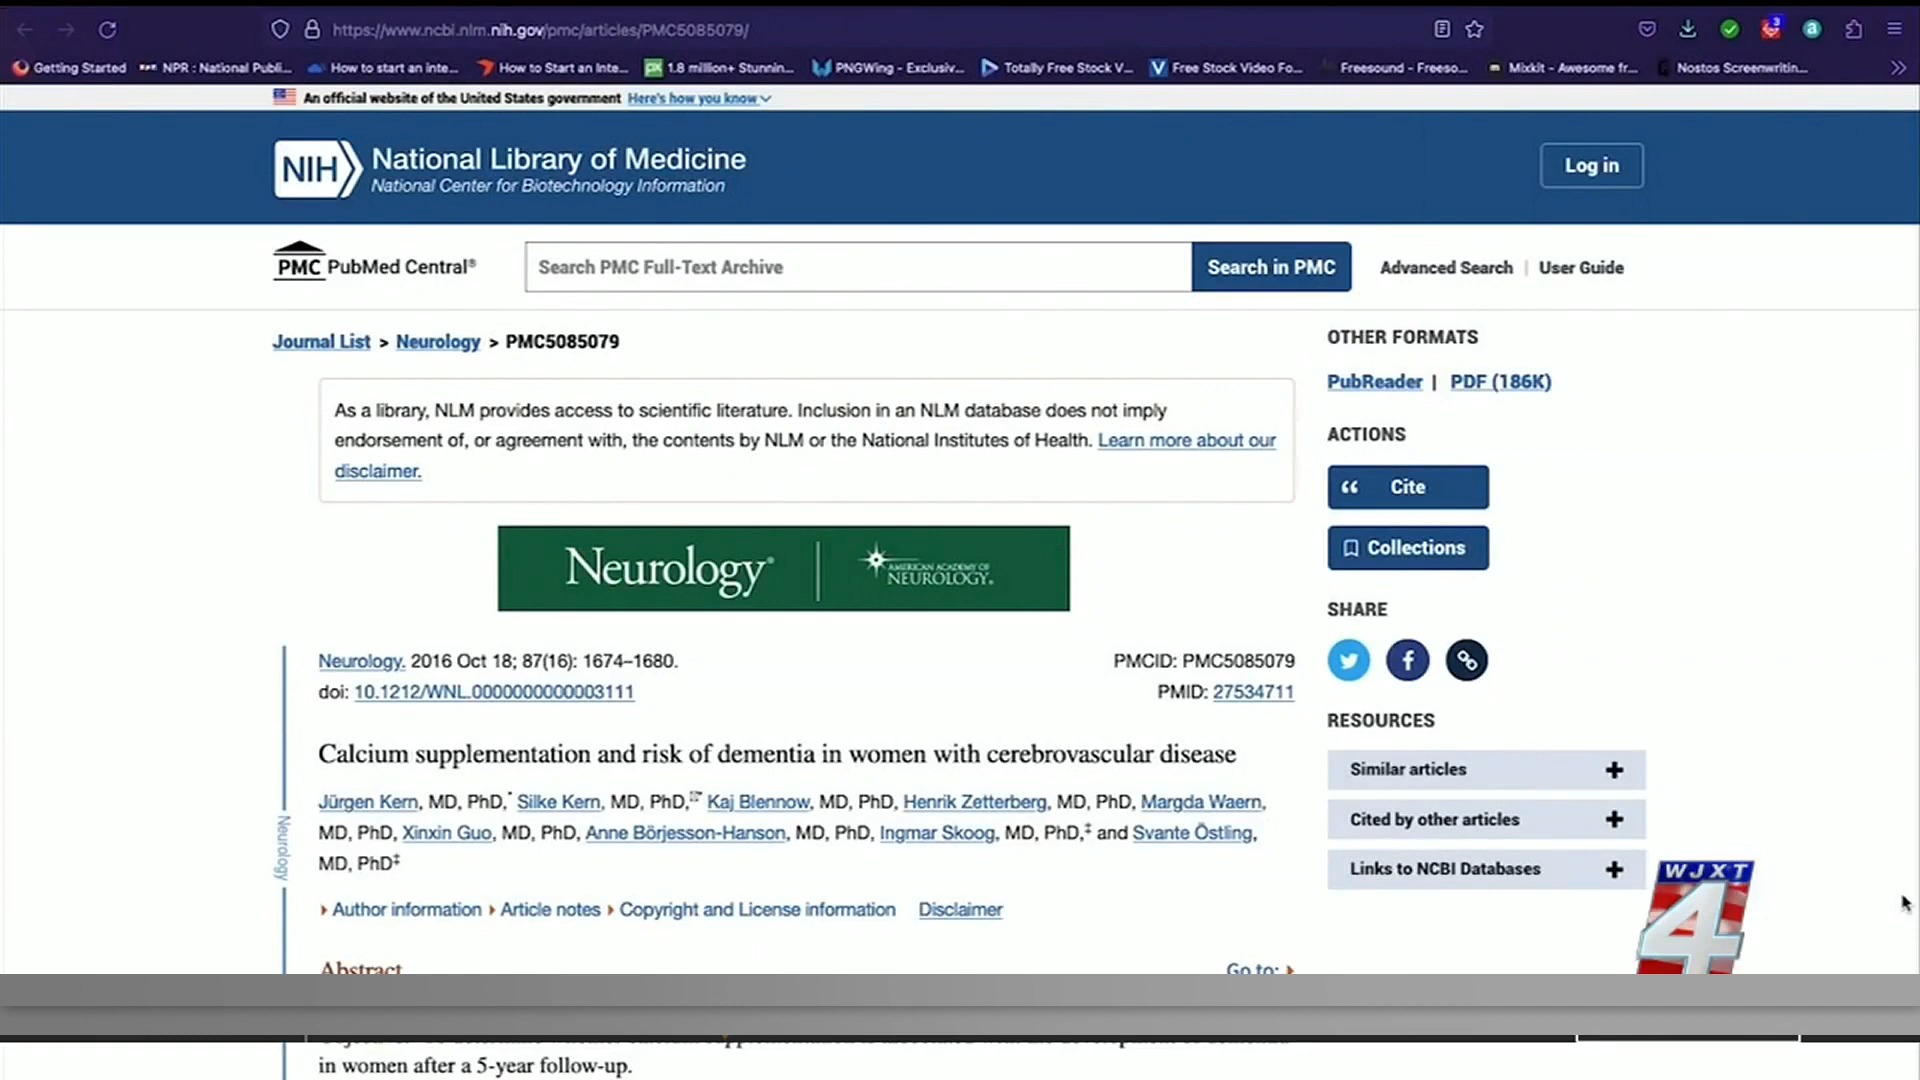 https://www.ncbi.nlm.nih.gov/pmc/articles/PMC5085079/
3
a
Getting Started
NPR : National Publi...
How to start an inte...
How to Start an Inte...
1.8 million+ Stunnin...
PNGWing - Exclusiv...
Totally Free Stock V...
Free Stock Video Fo...
Freesound - Freeso...
Mixkit - Awesome fr...
Nostos Screenwritin...
An official website of the United States government Here's how you know
NIH National Library of Medicine
National Center for Biotechnology Information
Log in
PMC PubMed Central®
Search PMC Full-Text Archive
Search in PMC
Advanced Search | User Guide
Journal List > Neurology > PMC5085079
As a library, NLM provides access to scientific literature. Inclusion in an NLM database does not imply
endorsement of, or agreement with, the contents by NLM or the National Institutes of Health. Learn more about our
disclaimer.
Neurology®
AMERICAN ACADEMY OF
NEUROLOGY®
Neurology. 2016 Oct 18; 87(16): 1674–1680.
doi: 10.1212/WNL.0000000000003111
PMCID: PMC5085079
PMID: 27534711
Calcium supplementation and risk of dementia in women with cerebrovascular disease
Jürgen Kern, MD, PhD,* Silke Kern, MD, PhD,* Kaj Blennow, MD, PhD, Henrik Zetterberg, MD, PhD, Margda Waern,
MD, PhD, Xinxin Guo, MD, PhD, Anne Börjesson-Hanson, MD, PhD, Ingmar Skoog, MD, PhD,‡ and Svante Östling,
MD, PhD‡
Author information Article notes Copyright and License information Disclaimer
Abstract
Go to:
in women after a 5-year follow-up.
Neurology
OTHER FORMATS
PubReader | PDF (186K)
ACTIONS
Cite
Collections
SHARE
RESOURCES
Similar articles
Cited by other articles
Links to NCBI Databases
WJXT
4